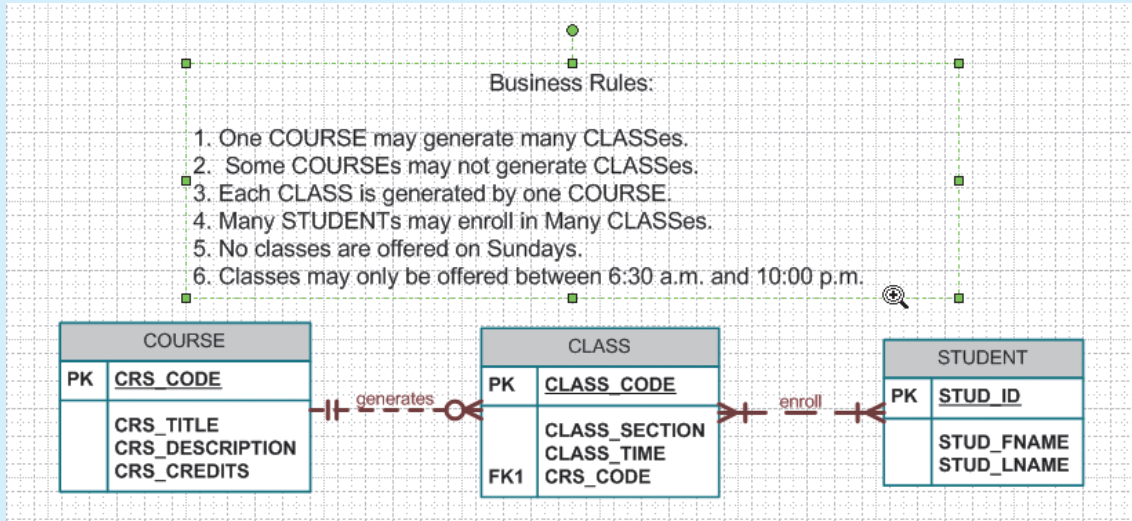 Business Rules:
1. One COURSE may generate many CLASSes.
2.  Some COURSEs may not generate CLASSes.
3. Each CLASS is generated by one COURSE.
4. Many STUDENTs may enroll in Many CLASSes.
5. No classes are offered on Sundays.
6. Classes may only be offered between 6:30 a.m. and 10:00 p.m.
COURSE
PK CRS_CODE
CRS_TITLE
CRS_DESCRIPTION
CRS_CREDITS
generates
CLASS
PK CLASS_CODE
CLASS_SECTION
CLASS_TIME
FK1 CRS_CODE
enroll
STUDENT
PK STUD_ID
STUD_FNAME
STUD_LNAME